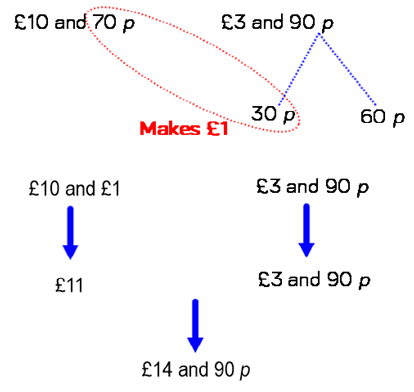 £10 and 70 p £3 and 90 p
30 p 60 p
Makes £1
£10 and £1 £3 and 90 p
£11 £3 and 90 p
£14 and 90 p